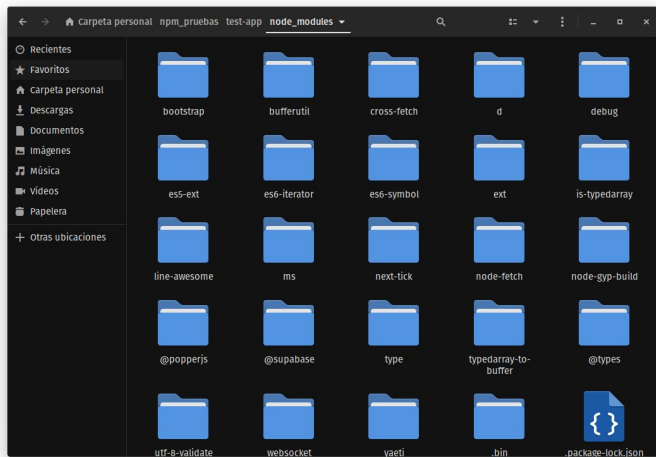 Carpeta personal npm_pruebas test-app node_modules
Recientes
Favoritos
Carpeta personal
Descargas
Documentos
Imágenes
Música
Vídeos
Papelera
Otras ubicaciones
bootstrap bufferutil cross-fetch d debug
es5-ext es6-iterator es6-symbol ext is-typedarray
line-awesome ms next-tick node-fetch node-gyp-build
@popperjs @supabase type typedarray-to-buffer @types
utf-8-validate websocket yaeti .bin .package-lock.json